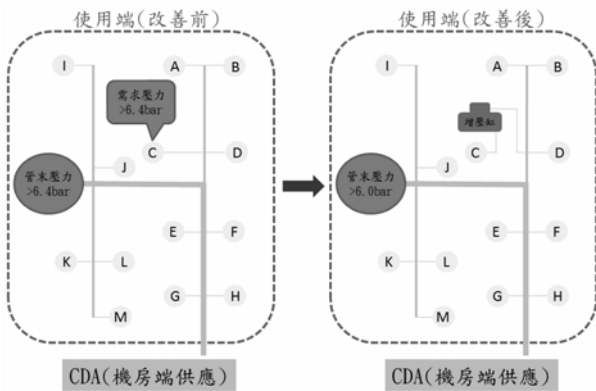 使用端(改善前)
I
A
B
需求壓力
>6.4bar
C
D
J
管末壓力
>6.4bar
E
F
K
L
G
H
M
CDA(機房端供應)
使用端(改善後)
I
A
B
增壓缸
C
D
J
管末壓力
>6.0bar
E
F
K
L
G
H
M
CDA(機房端供應)